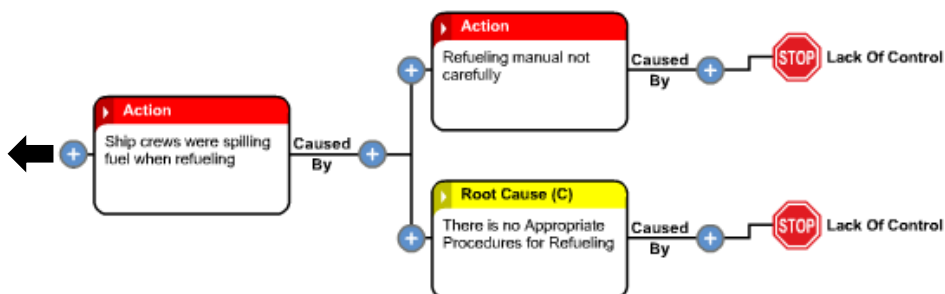 Action
Refueling manual not
carefully
Caused
By
STOP
Lack Of Control
Action
Ship crews were spilling
fuel when refueling
Caused
By
Root Cause (C)
There is no Appropriate
Procedures for Refueling
Caused
By
STOP
Lack Of Control